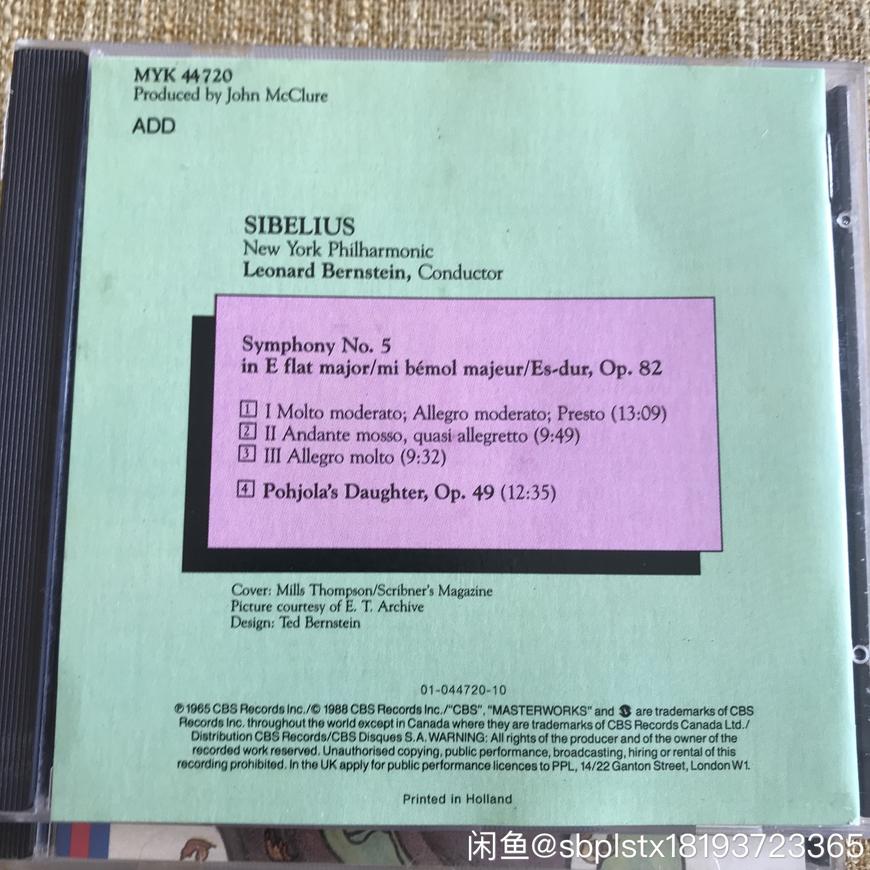 MYK 44720
Produced by John McClure
ADD
SIBELIUS
New York Philharmonic
Leonard Bernstein, Conductor
Symphony No. 5
in E flat major/mi bémol majeur/Es-dur, Op. 82
1 I Molto moderato; Allegro moderato; Presto (13:09)
2 II Andante mosso, quasi allegretto (9:49)
3 III Allegro molto (9:32)
4 Pohjola's Daughter, Op. 49 (12:35)
Cover: Mills Thompson/Scribner's Magazine
Picture courtesy of E. T. Archive
Design: Ted Bernstein
01-044720-10
℗ 1965 CBS Records Inc./© 1988 CBS Records Inc./"CBS", "MASTERWORKS" and are trademarks of CBS
Records Inc. throughout the world except in Canada where they are trademarks of CBS Records Canada Ltd./
Distribution CBS Records/CBS Disques S.A. WARNING: All rights of the producer and of the owner of the
recorded work reserved. Unauthorised copying, public performance, broadcasting, hiring or rental of this
recording prohibited. In the UK apply for public performance licences to PPL, 14/22 Ganton Street, London W1.
Printed in Holland
闲鱼@sbplstx18193723365